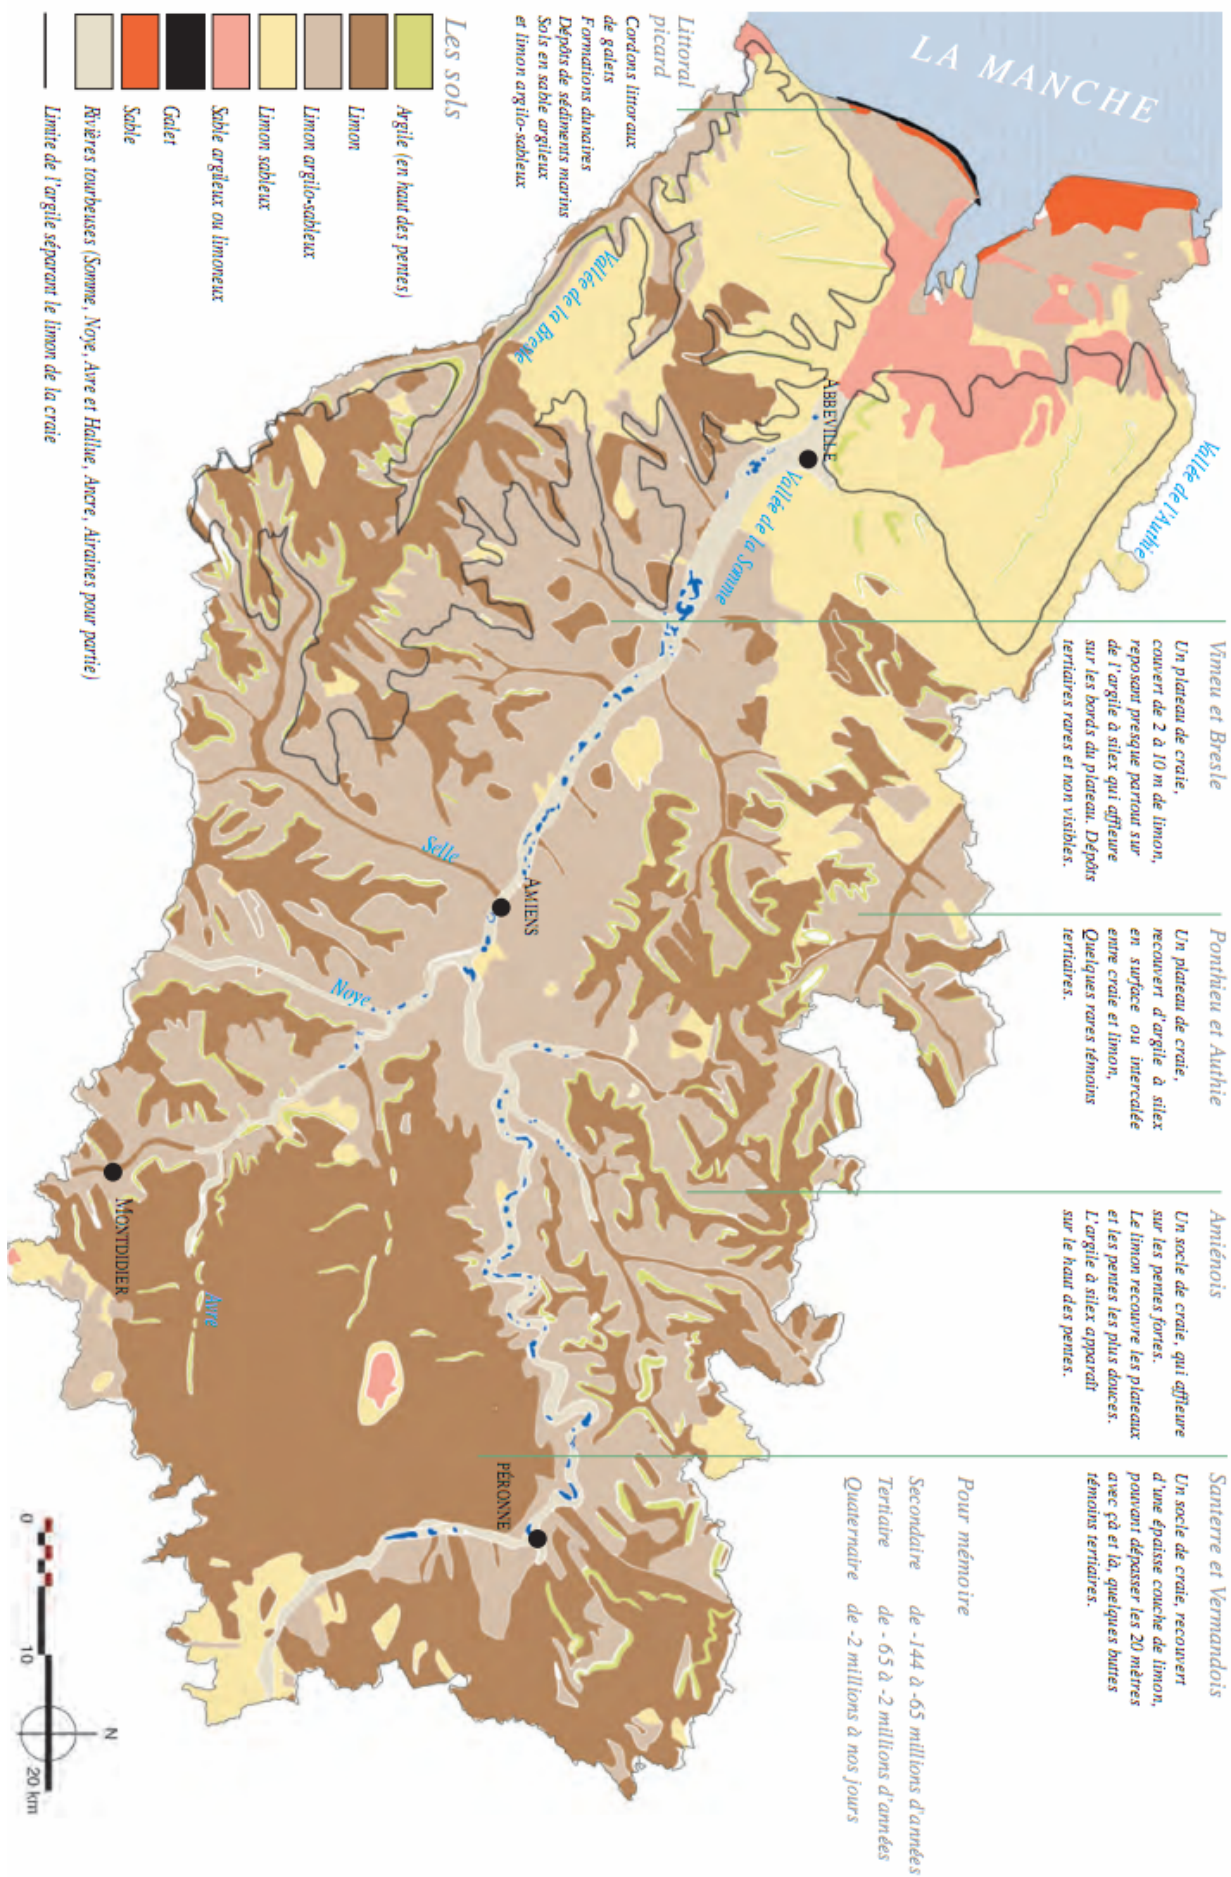 LA MANCHE
Vallée de l'Authie
ABBEVILLE
Vallée de la Somme
Vallée de la Bresle
Selle
AMIENS
Noye
MONTDIDIER
Avre
PÉRONNE
Littoral
picard
Cordons littoraux
de galets
Formations dunaires
Dépôts de sédiments marins
Sols en sable argileux
et limon argilo-sableux
Vimeu et Bresle
Un plateau de craie,
couvert de 2 à 10 m de limon,
reposant presque partout sur
de l'argile à silex qui affleure
sur les bords du plateau. Dépôts
tertiaires rares et non visibles.
Ponthieu et Authie
Un plateau de craie,
recouvert d'argile à silex
en surface ou intercalée
entre craie et limon,
Quelques rares témoins
tertiaires.
Amiénois
Un socle de craie, qui affleure
sur les pentes fortes.
Le limon recouvre les plateaux
et les pentes les plus douces.
L'argile à silex apparaît
sur le haut des pentes.
Santerre et Vermandois
Un socle de craie, recouvert
d'une épaisse couche de limon,
pouvant dépasser les 20 mètres
avec çà et là, quelques buttes
témoins tertiaires.
Pour mémoire
Secondaire de -144 à -65 millions d'années
Tertiaire de - 65 à -2 millions d'années
Quaternaire de -2 millions à nos jours
Les sols
Argile (en haut des pentes)
Limon
Limon argilo-sableux
Limon sableux
Sable argileux ou limoneux
Galet
Sable
Rivières tourbeuses (Somme, Noye, Avre et Hallue, Ancre, Airaines pour partie)
Limite de l'argile séparant le limon de la craie
0 10 20 km
N